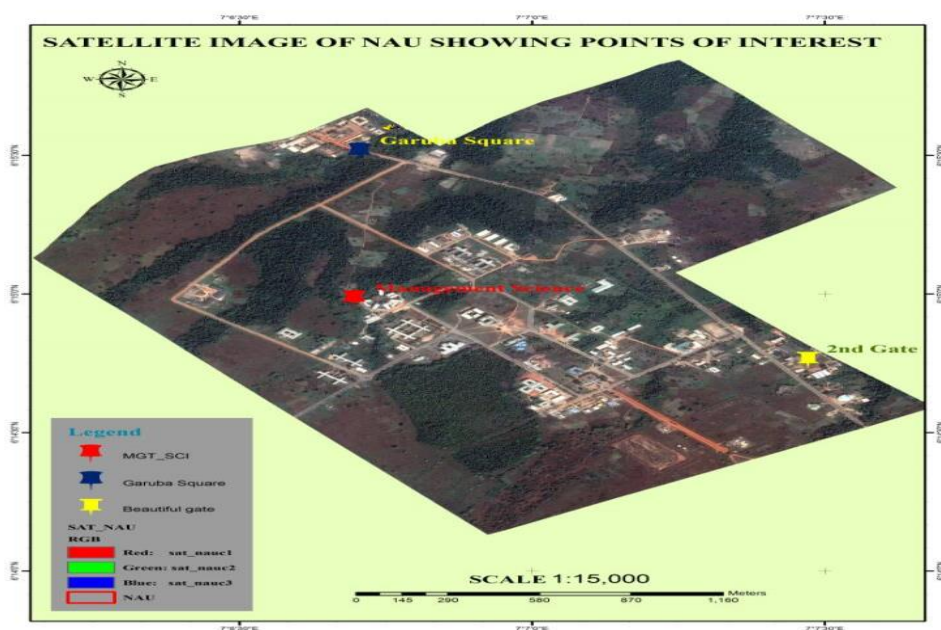 7°6'30"E 7°7'0"E 7°7'30"E
SATELLITE IMAGE OF NAU SHOWING POINTS OF INTEREST
N
W E
S
Garuba Square
Management Science
2nd Gate
Legend
MGT_SCI
Garuba Square
Beautiful gate
SAT_NAU
RGB
Red: sat_nauc1
Green: sat_nauc2
Blue: sat_nauc3
NAU
SCALE 1:15,000
Meters
0 145 290 580 870 1,160
7°6'30"E 7°7'0"E 7°7'30"E